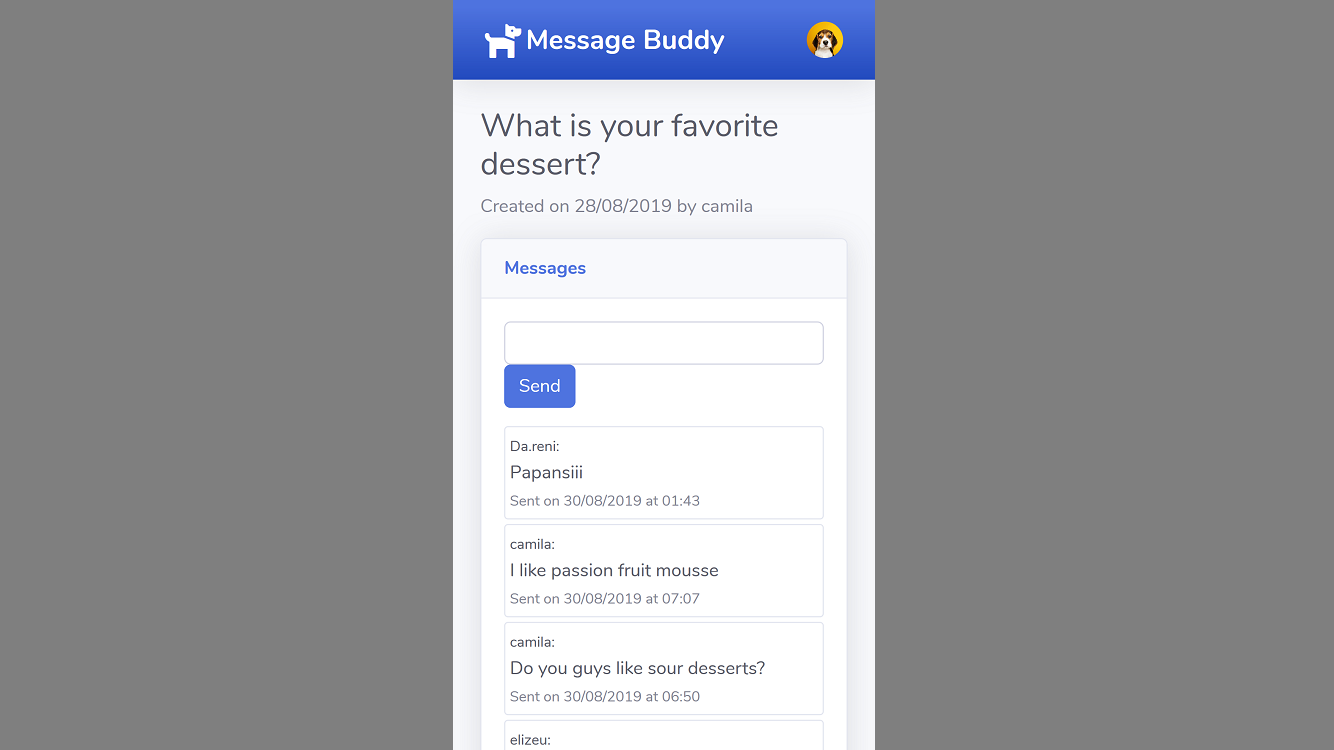 Message Buddy
What is your favorite
dessert?
Created on 28/08/2019 by camila
Messages
Send
Da.reni:
Papansiii
Sent on 30/08/2019 at 01:43
camila:
I like passion fruit mousse
Sent on 30/08/2019 at 07:07
camila:
Do you guys like sour desserts?
Sent on 30/08/2019 at 06:50
elizeu: